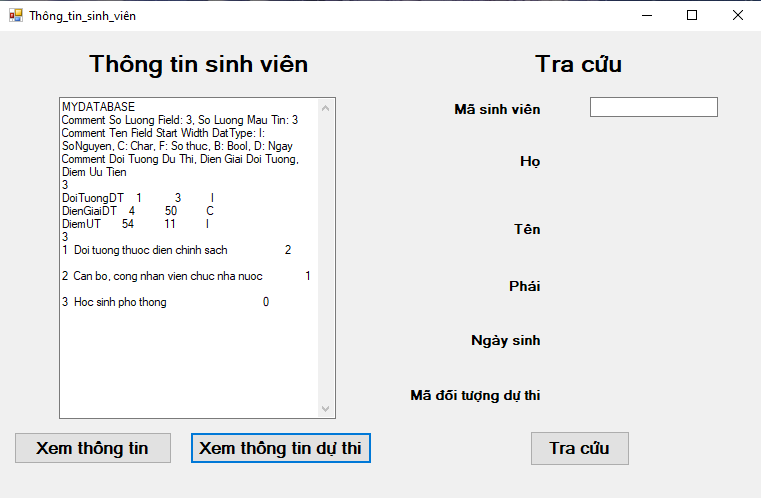 Thông_tin_sinh_viên
Thông tin sinh viên
MYDATABASE
Comment So Luong Field: 3, So Luong Mau Tin: 3
Comment Ten Field Start Width DatType: I:
SoNguyen, C: Char, F: So thuc, B: Bool, D: Ngay
Comment Doi Tuong Du Thi, Dien Giai Doi Tuong,
Diem Uu Tien
3
DoiTuongDT 1 3 I
DienGiaiDT 4 50 C
DiemUT 54 11 I
3
1 Doi tuong thuoc dien chinh sach 2
2 Can bo, cong nhan vien chuc nha nuoc 1
3 Hoc sinh pho thong 0
Xem thông tin
Xem thông tin dự thi
Tra cứu
Mã sinh viên
Họ
Tên
Phái
Ngày sinh
Mã đối tượng dự thi
Tra cứu